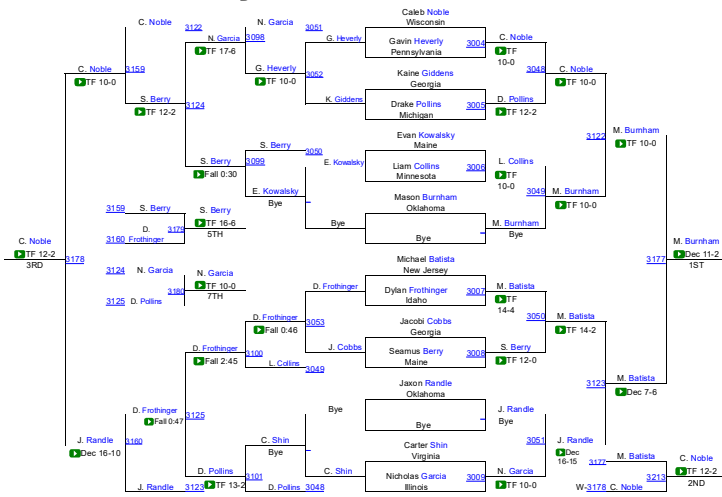 Caleb Noble
Wisconsin
C. Noble
3122
N. Garcia
3051
G. Heverly
Gavin Heverly
3004
Pennsylvania
C. Noble
TF
10-0
TF 17-6
3098
3048
C. Noble
TF 10-0
C. Noble
TF 10-0
3159
G. Heverly
TF 10-0
3052
Kaine Giddens
Georgia
K. Giddens
Drake Pollins
3005
Michigan
D. Pollins
TF 12-2
S. Berry
TF 12-2
3124
3122
M. Burnham
TF 10-0
Evan Kowalsky
Maine
3050
S. Berry
Fall 0:30
3099
E. Kowalsky
Liam Collins
3006
Minnesota
L. Collins
TF
10-0
E. Kowalsky
Bye
3049
M. Burnham
TF 10-0
Mason Burnham
Oklahoma
Bye
Bye
M. Burnham
Bye
3159
S. Berry
S. Berry
TF 16-6
5TH
3179
D.
3160 Frothinger
C. Noble
TF 12-2
3RD
3178
3177
M. Burnham
Dec 11-2
1ST
3124
N. Garcia
N. Garcia
TF 10-0
7TH
3180
3125
D. Pollins
Michael Batista
New Jersey
D. Frothinger
Dylan Frothinger
3007
Idaho
M. Batista
TF
14-4
D. Frothinger
Fall 0:46
3053
3050
M. Batista
TF 14-2
Jacobi Cobbs
Georgia
J. Cobbs
Seamus Berry
3008
Maine
S. Berry
TF 12-0
D. Frothinger
Fall 2:45
3100
L. Collins
3049
3123
M. Batista
Dec 7-6
Jaxon Randle
Oklahoma
Bye
Bye
J. Randle
Bye
D. Frothinger
Fall 0:47
3125
J. Randle
Dec 16-10
3160
C. Shin
Bye
3051
J. Randle
Dec
16-15
Carter Shin
Virginia
D. Pollins
TF 13-2
3101
C. Shin
Nicholas Garcia
3009
Illinois
N. Garcia
TF 10-0
3177
M. Batista
3213
C. Noble
TF 12-2
2ND
J. Randle
3123
D. Pollins
3048
W-3178 C. Noble